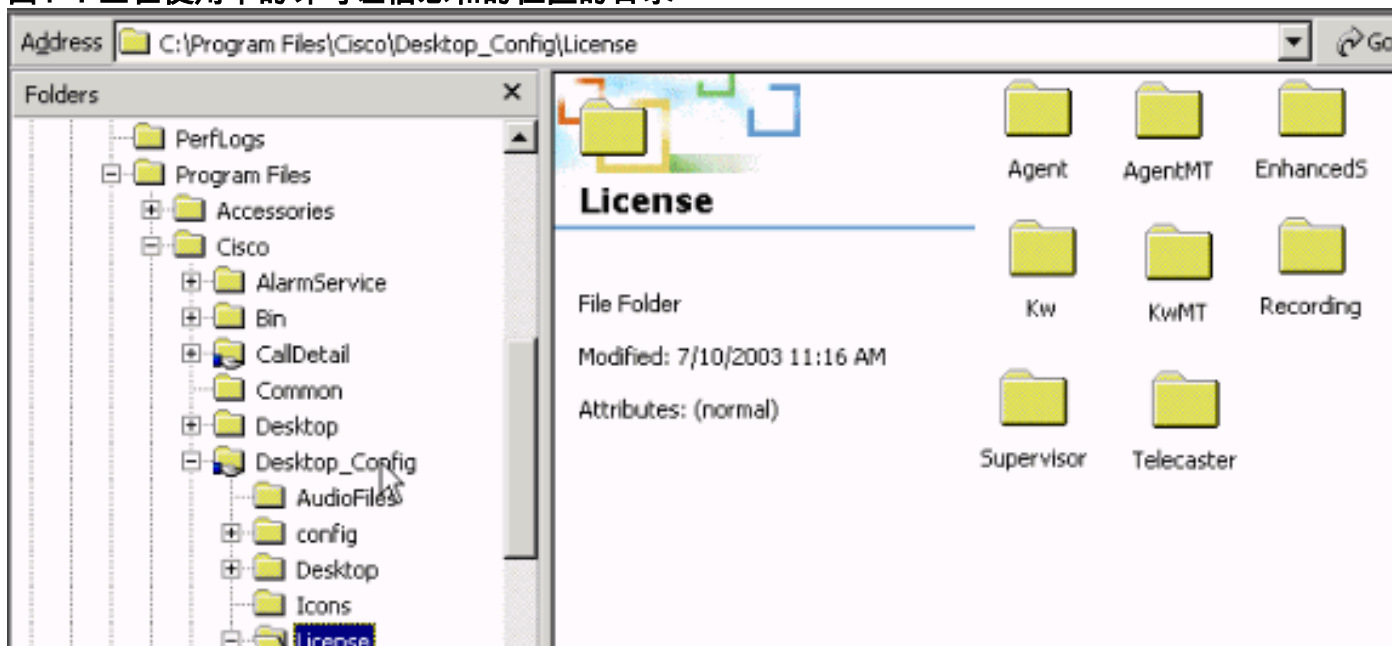 Address C:\Program Files\Cisco\Desktop_Config\License Go
Folders
PerfLogs
Program Files
Accessories
Cisco
AlarmService
Bin
CallDetail
Common
Desktop
Desktop_Config
AudioFiles
config
Desktop
Icons
License
License
File Folder
Modified: 7/10/2003 11:16 AM
Attributes: (normal)
Agent AgentMT EnhancedS
Kw KwMT Recording
Supervisor Telecaster